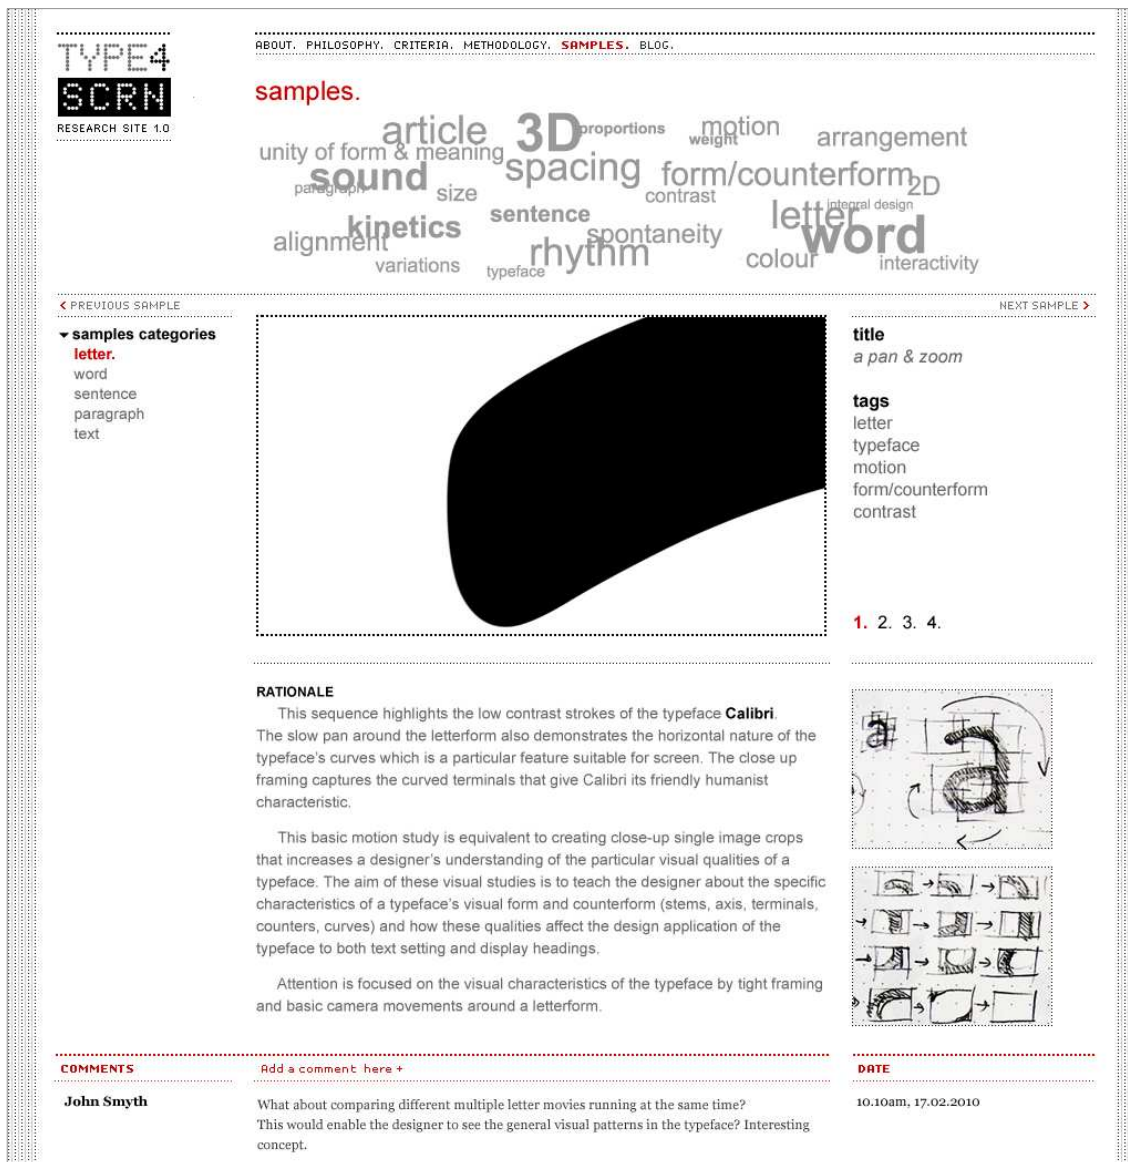 TYPE4
SCRN
RESEARCH SITE 1.0
ABOUT. PHILOSOPHY. CRITERIA. METHODOLOGY. SAMPLES. BLOG.
samples.
article
3D
proportions
motion
weight
arrangement
unity of form & meaning
spacing
form/counterform
sound
paragraph
size
contrast
2D
integral design
letter
sentence
kinetics
word
alignment
spontaneity
rhythm
variations
typeface
colour
interactivity
< PREVIOUS SAMPLE
NEXT SAMPLE >
samples categories
letter.
word
sentence
paragraph
text
title
a pan & zoom
tags
letter
typeface
motion
form/counterform
contrast
1. 2. 3. 4.
RATIONALE
This sequence highlights the low contrast strokes of the typeface Calibri.
The slow pan around the letterform also demonstrates the horizontal nature of the
typeface's curves which is a particular feature suitable for screen. The close up
framing captures the curved terminals that give Calibri its friendly humanist
characteristic.
This basic motion study is equivalent to creating close-up single image crops
that increases a designer's understanding of the particular visual qualities of a
typeface. The aim of these visual studies is to teach the designer about the specific
characteristics of a typeface's visual form and counterform (stems, axis, terminals,
counters, curves) and how these qualities affect the design application of the
typeface to both text setting and display headings.
Attention is focused on the visual characteristics of the typeface by tight framing
and basic camera movements around a letterform.
a
a
COMMENTS
Add a comment here +
DATE
John Smyth
What about comparing different multiple letter movies running at the same time?
This would enable the designer to see the general visual patterns in the typeface? Interesting
concept.
10.10am, 17.02.2010